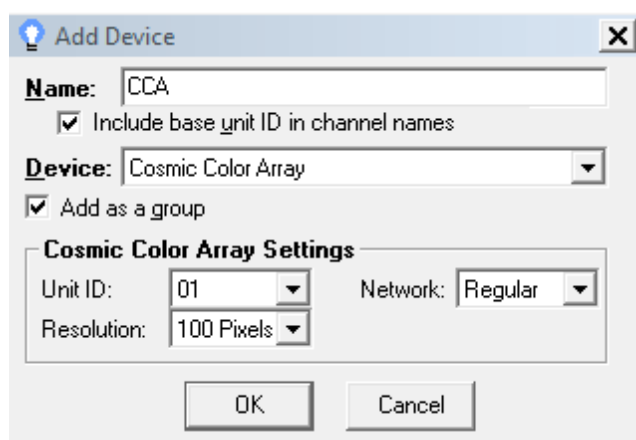 Add Device
Name: CCA
Include base unit ID in channel names
Device: Cosmic Color Array
Add as a group
Cosmic Color Array Settings
Unit ID: 01 Network: Regular
Resolution: 100 Pixels
OK Cancel